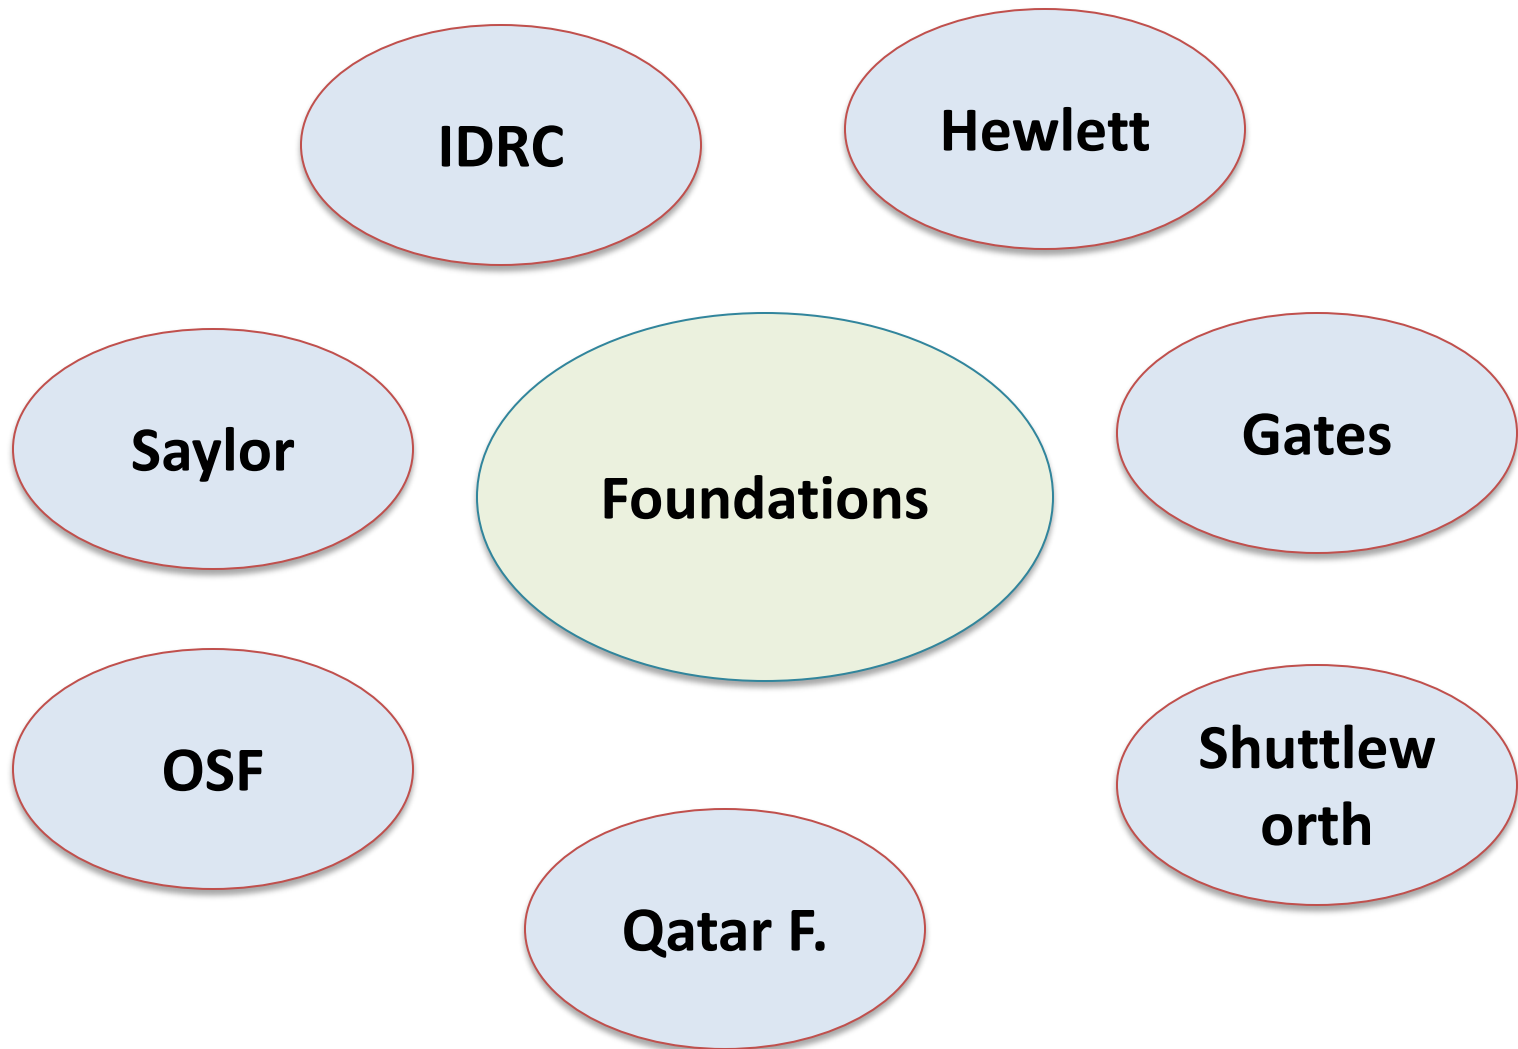 IDRC
Hewlett
Saylor
Foundations
Gates
OSF
Shuttlew
orth
Qatar F.